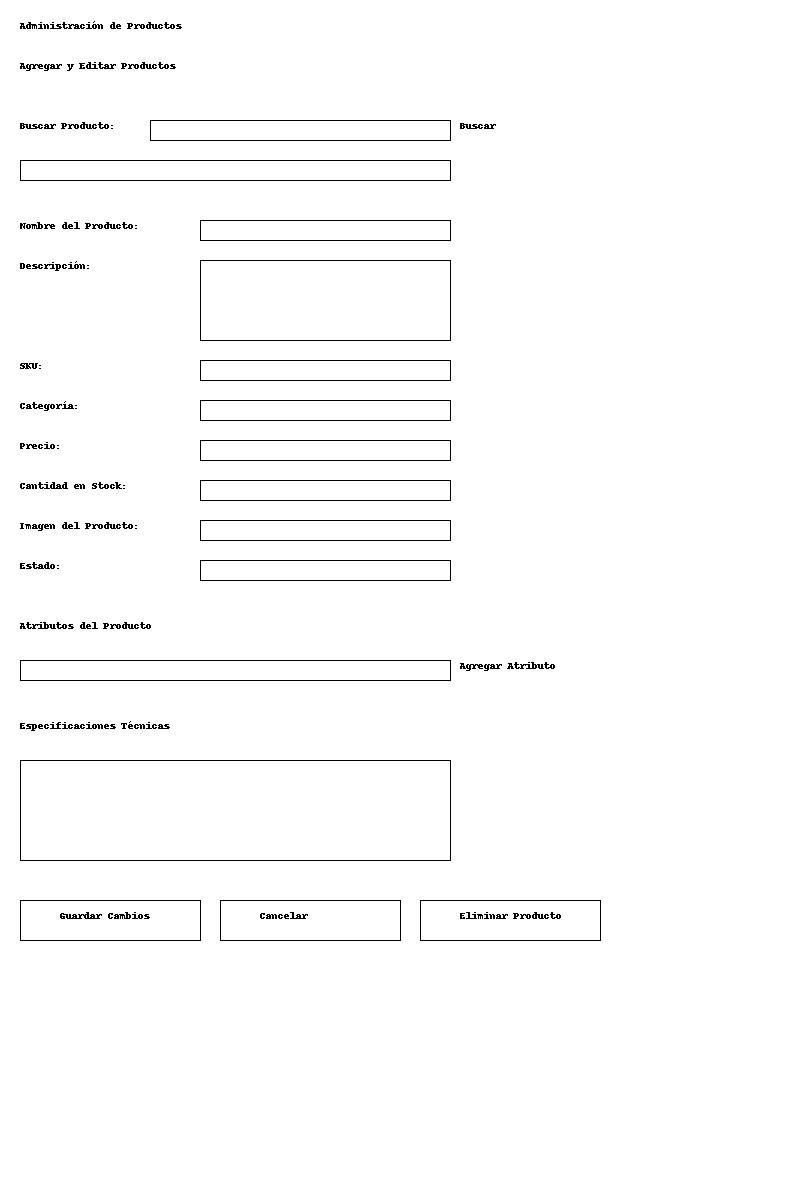 Administración de Productos
Agregar y Editar Productos
Buscar Producto: Buscar
Nombre del Producto:
Descripción:
SKU:
Categoría:
Precio:
Cantidad en Stock:
Imagen del Producto:
Estado:
Atributos del Producto
Agregar Atributo
Especificaciones Técnicas
Guardar Cambios Cancelar Eliminar Producto